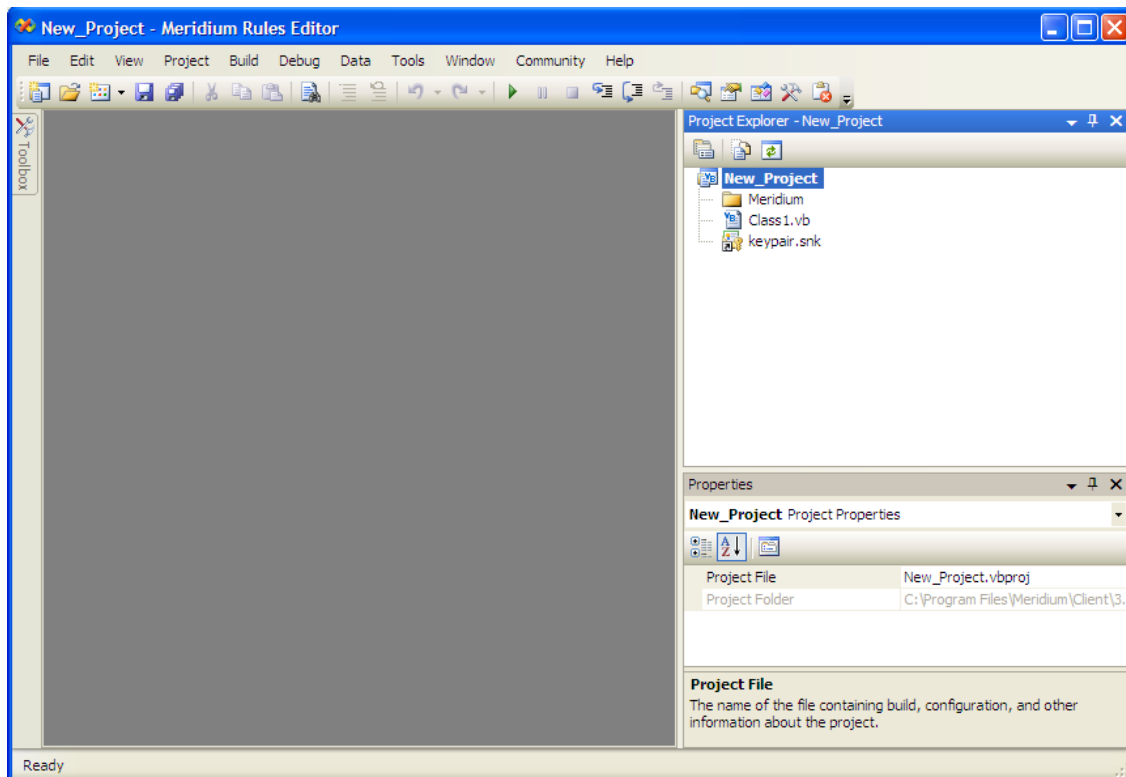 New_Project - Meridium Rules Editor
File Edit View Project Build Debug Data Tools Window Community Help
Toolbox
Project Explorer - New_Project
New_Project
Meridium
Class1.vb
keypair.snk
Properties
New_Project Project Properties
Project File New_Project.vbproj
Project Folder C:\Program Files\Meridium\Client\3.
Project File
The name of the file containing build, configuration, and other
information about the project.
Ready